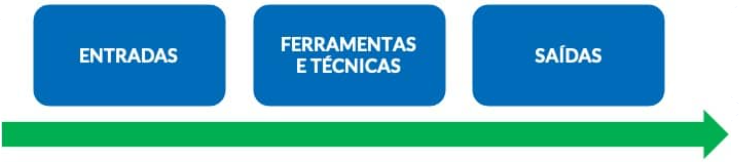 ENTRADAS
FERRAMENTAS
E TÉCNICAS
SAÍDAS